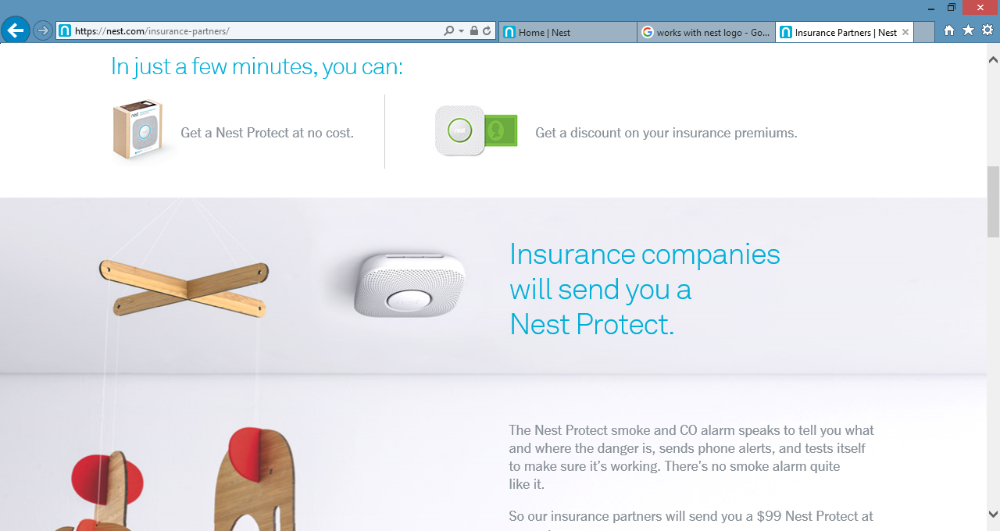 https://nest.com/insurance-partners/
Home | Nest
works with nest logo - Go...
Insurance Partners | Nest
In just a few minutes, you can:
nest
Get a Nest Protect at no cost.
nest
Get a discount on your insurance premiums.
Insurance companies
will send you a
Nest Protect.
The Nest Protect smoke and CO alarm speaks to tell you what
and where the danger is, sends phone alerts, and tests itself
to make sure it’s working. There’s no smoke alarm quite
like it.
So our insurance partners will send you a $99 Nest Protect at